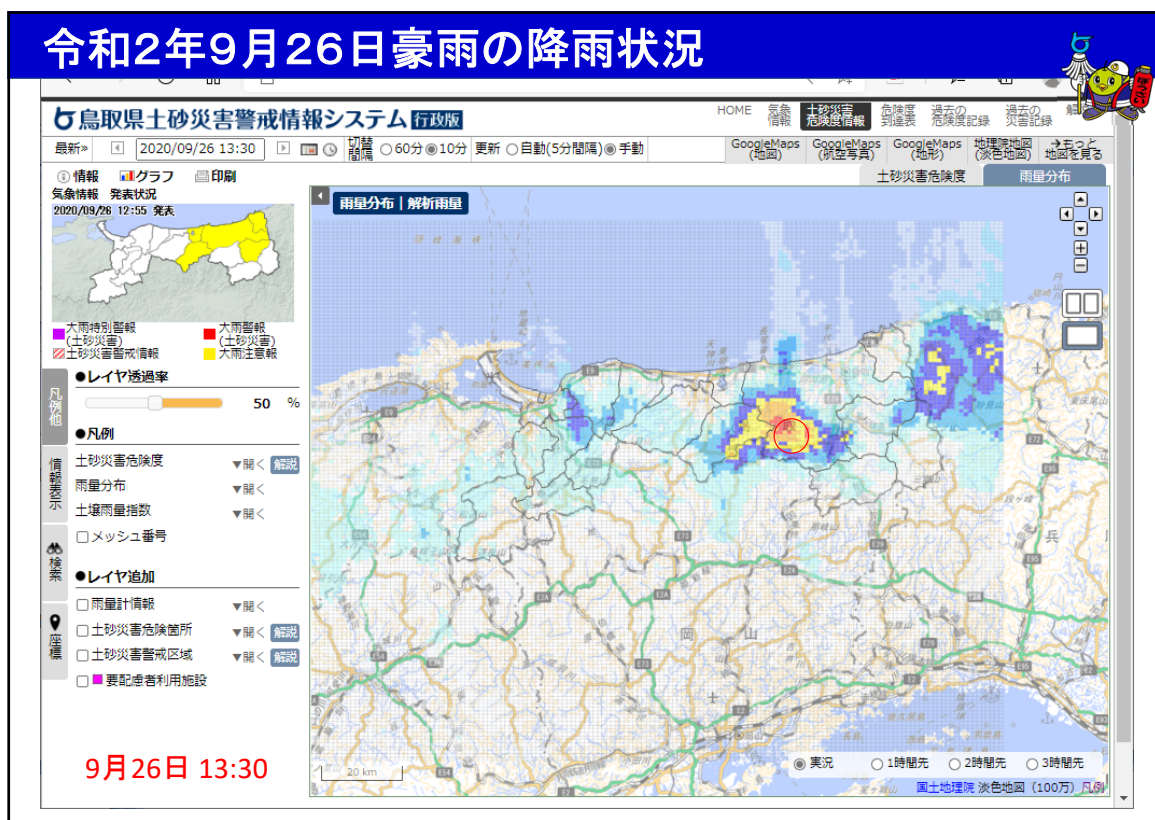 令和2年9月26日豪雨の降雨状況
鳥取県土砂災害警戒情報システム 行政版
HOME 気象情報 土砂災害危険度情報 危険度到達表 過去の危険度記録 過去の災害記録
最新» 2020/09/26 13:30 切替間隔 60分 10分 更新 自動(5分間隔) 手動
GoogleMaps(地図) GoogleMaps(航空写真) GoogleMaps(地形) 地理院地図(淡色地図) →もっと地図を見る
情報 グラフ 印刷
土砂災害危険度 雨量分布
気象情報 発表状況
2020/09/26 12:55 発表
雨量分布 | 解析雨量
大雨特別警報(土砂災害) 大雨警報(土砂災害)
土砂災害警戒情報 大雨注意報
●レイヤ透過率
50 %
凡例他
●凡例
土砂災害危険度 ▼開く 解説
雨量分布 ▼開く
土壌雨量指数 ▼開く
メッシュ番号
情報表示
検索
●レイヤ追加
雨量計情報 ▼開く
土砂災害危険箇所 ▼開く 解説
土砂災害警戒区域 ▼開く 解説
要配慮者利用施設
座標
岡 山
兵
9月26日 13:30
20 km
実況 1時間先 2時間先 3時間先
国土地理院 淡色地図（100万）凡例